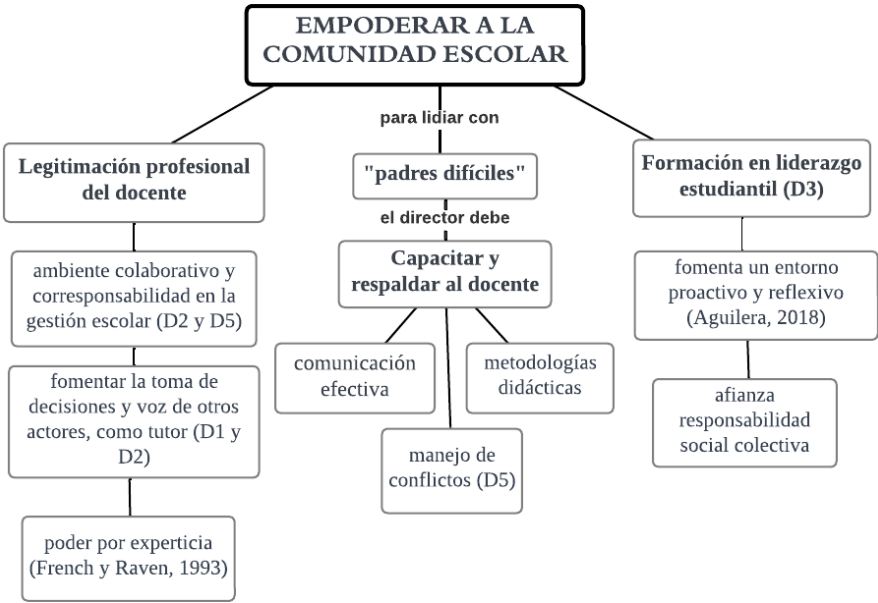 EMPODERAR A LA
COMUNIDAD ESCOLAR
para lidiar con
Legitimación profesional
del docente
"padres difíciles"
Formación en liderazgo
estudiantil (D3)
el director debe
Capacitar y
respaldar al docente
ambiente colaborativo y
corresponsabilidad en la
gestión escolar (D2 y D5)
fomenta un entorno
proactivo y reflexivo
(Aguilera, 2018)
comunicación
efectiva
metodologías
didácticas
fomentar la toma de
decisiones y voz de otros
actores, como tutor (D1 y
D2)
afianza
responsabilidad
social colectiva
manejo de
conflictos (D5)
poder por experticia
(French y Raven, 1993)